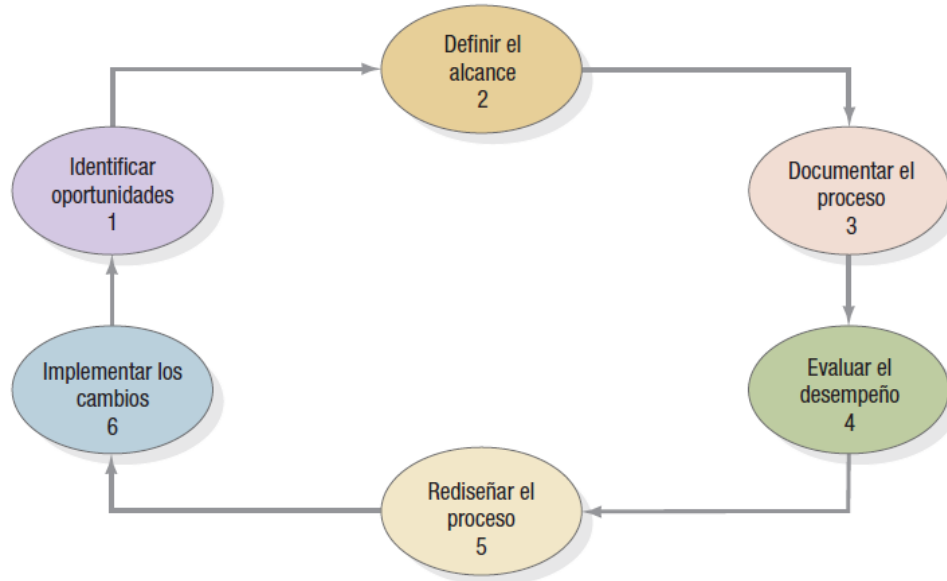 Identificar
oportunidades
1
Definir el
alcance
2
Documentar el
proceso
3
Evaluar el
desempeño
4
Rediseñar el
proceso
5
Implementar los
cambios
6